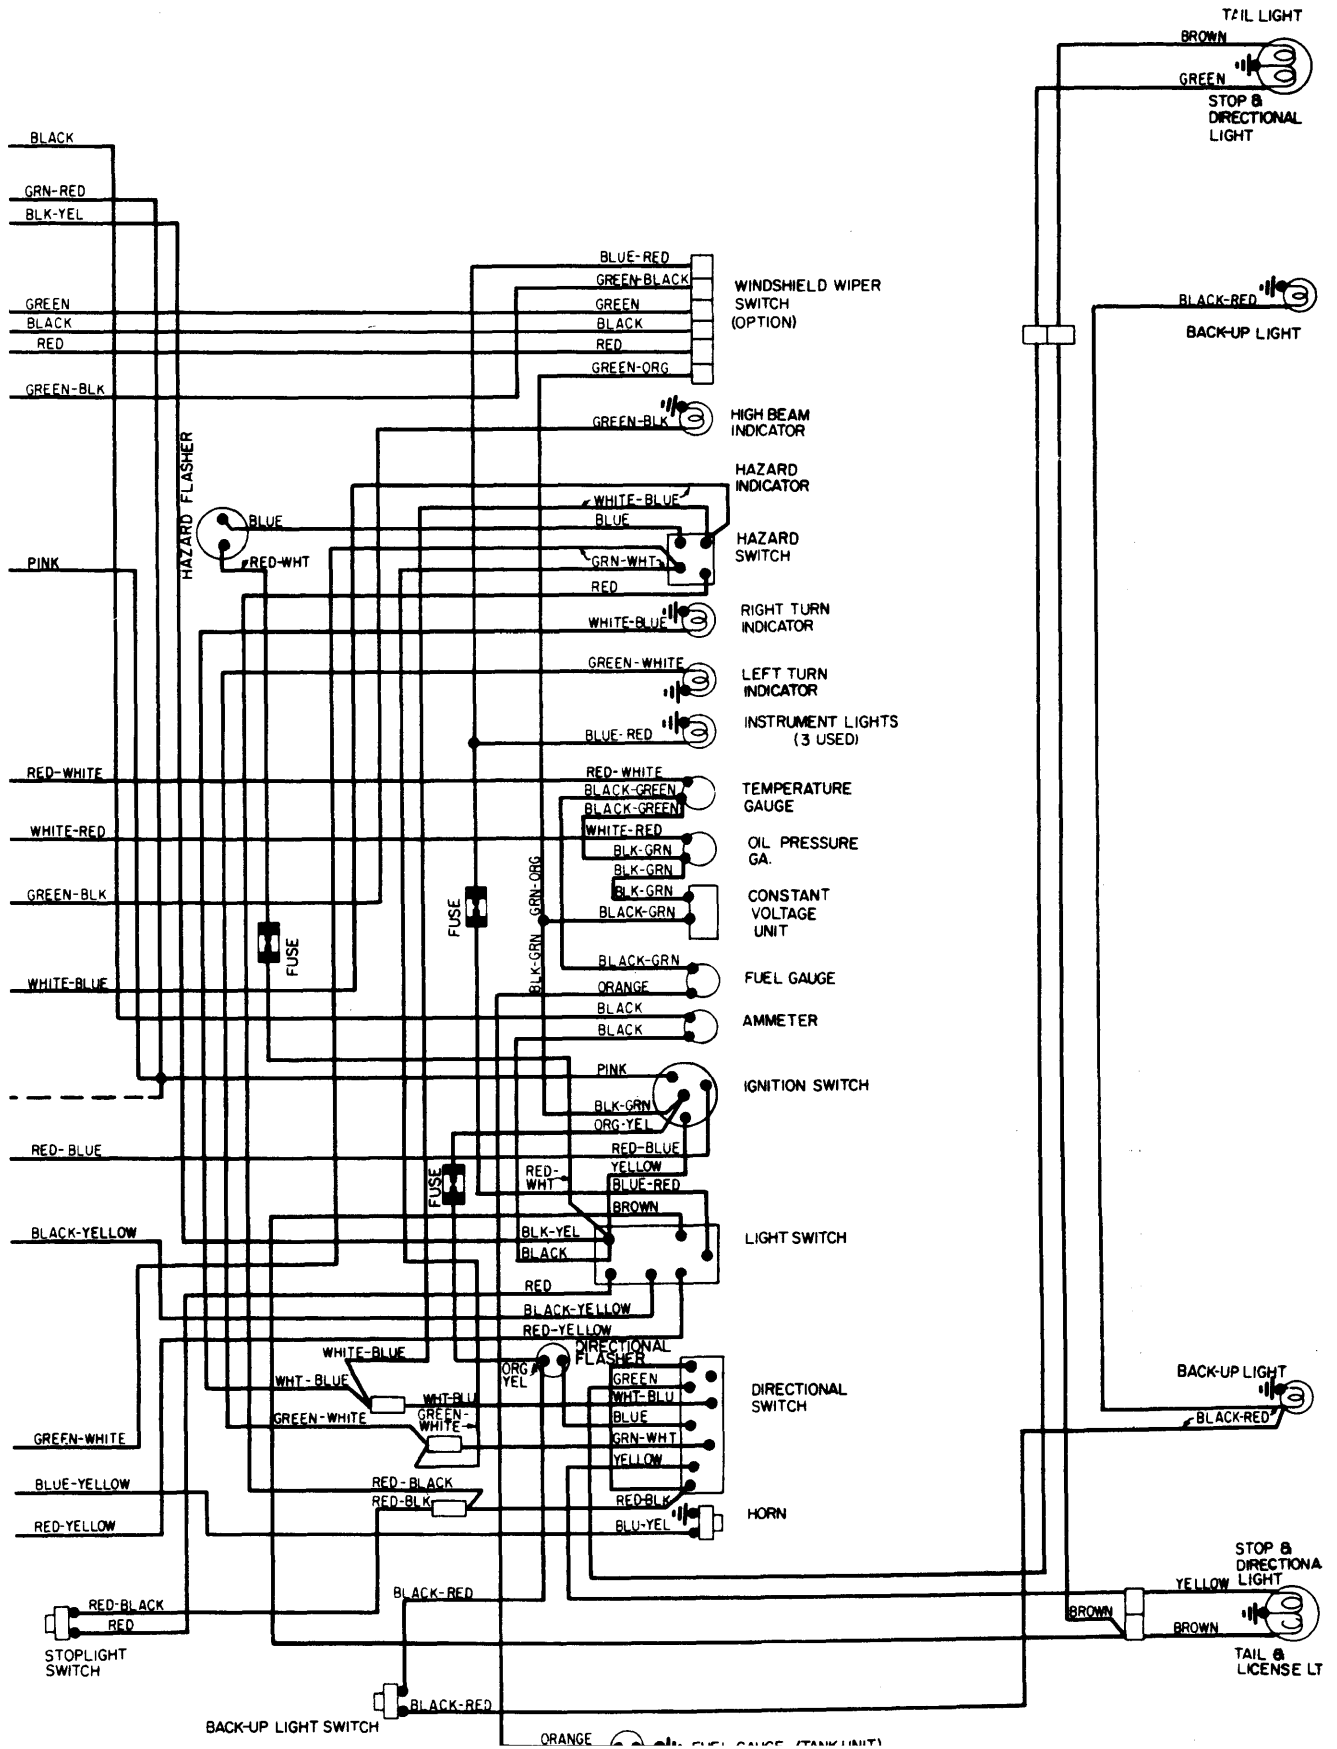 TAIL LIGHT
BROWN
GREEN
STOP &
DIRECTIONAL
LIGHT
BLACK
GRN-RED
BLK-YEL
BLUE-RED
GREEN-BLACK
GREEN
BLACK
RED
GREEN-ORG
WINDSHIELD WIPER
SWITCH
(OPTION)
BLACK-RED
BACK-UP LIGHT
GREEN
BLACK
RED
GREEN-BLK
GREEN-BLK
HIGH BEAM
INDICATOR
HAZARD FLASHER
HAZARD
INDICATOR
WHITE-BLUE
BLUE
BLUE
HAZARD
SWITCH
PINK
RED-WHT
GRN-WHT
RED
WHITE-BLUE
RIGHT TURN
INDICATOR
GREEN-WHITE
LEFT TURN
INDICATOR
BLUE-RED
INSTRUMENT LIGHTS
(3 USED)
RED-WHITE
RED-WHITE
BLACK-GREEN
BLACK-GREEN
TEMPERATURE
GAUGE
WHITE-RED
WHITE-RED
BLK-GRN
OIL PRESSURE
GA.
BLK-GRN
BLK-GRN
BLACK-GRN
CONSTANT
VOLTAGE
UNIT
GREEN-BLK
FUSE
FUSE
GRN-ORG
BLK-GRN
WHITE-BLUE
BLACK-GRN
ORANGE
FUEL GAUGE
BLACK
BLACK
AMMETER
PINK
BLK-GRN
ORG-YEL
RED-BLUE
IGNITION SWITCH
RED-BLUE
YELLOW
RED-
WHT
BLUE-RED
FUSE
BROWN
BLACK-YELLOW
BLK-YEL
BLACK
LIGHT SWITCH
RED
BLACK-YELLOW
RED-YELLOW
DIRECTIONAL
FLASHER
ORG
YEL
WHITE-BLUE
WHT-BLUE
WHT-BLU
GREEN-WHITE
GREEN-
WHITE
GREEN
WHT-BLU
BLUE
GRN-WHT
YELLOW
DIRECTIONAL
SWITCH
BACK-UP LIGHT
BLACK-RED
GREEN-WHITE
BLUE-YELLOW
RED-BLACK
RED-BLK
RED-BLK
RED-YELLOW
BLU-YEL
HORN
STOP &
DIRECTIONA
LIGHT
YELLOW
BROWN
BROWN
TAIL &
LICENSE LT
RED-BLACK
RED
STOPLIGHT
SWITCH
BLACK-RED
BLACK-RED
BACK-UP LIGHT SWITCH
ORANGE
FUEL GAUGE (TANK UNIT)